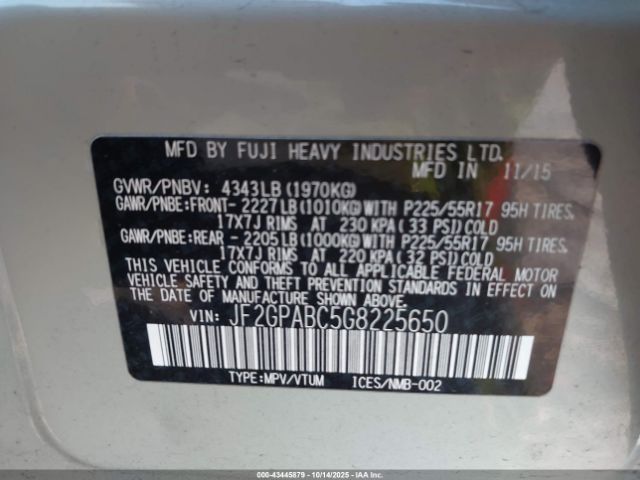 MFD BY FUJI HEAVY INDUSTRIES LTD.
MFD IN 11/15
GVWR/PNBV: 4343LB(1970KG)
GAWR/PNBE:FRONT- 2227LB(1010KG)WITH P225/55R17 95H TIRES,
17X7J RIMS AT 230 KPA(33 PSI)COLD
GAWR/PNBE:REAR - 2205LB(1000KG)WITH P225/55R17 95H TIRES,
17X7J RIMS AT 220 KPA(32 PSI)COLD
THIS VEHICLE CONFORMS TO ALL APPLICABLE FEDERAL MOTOR
VEHICLE SAFETY, BUMPER, AND THEFT PREVENTION STANDARDS
IN EFFECT ON THE DATE OF MANUFACTURE SHOWN ABOVE.
VIN: JF2GPABC5G8225650
TYPE:MPV/VTUM ICES/NMB-002
000-43445879 10/14/2025 IAAI.COM